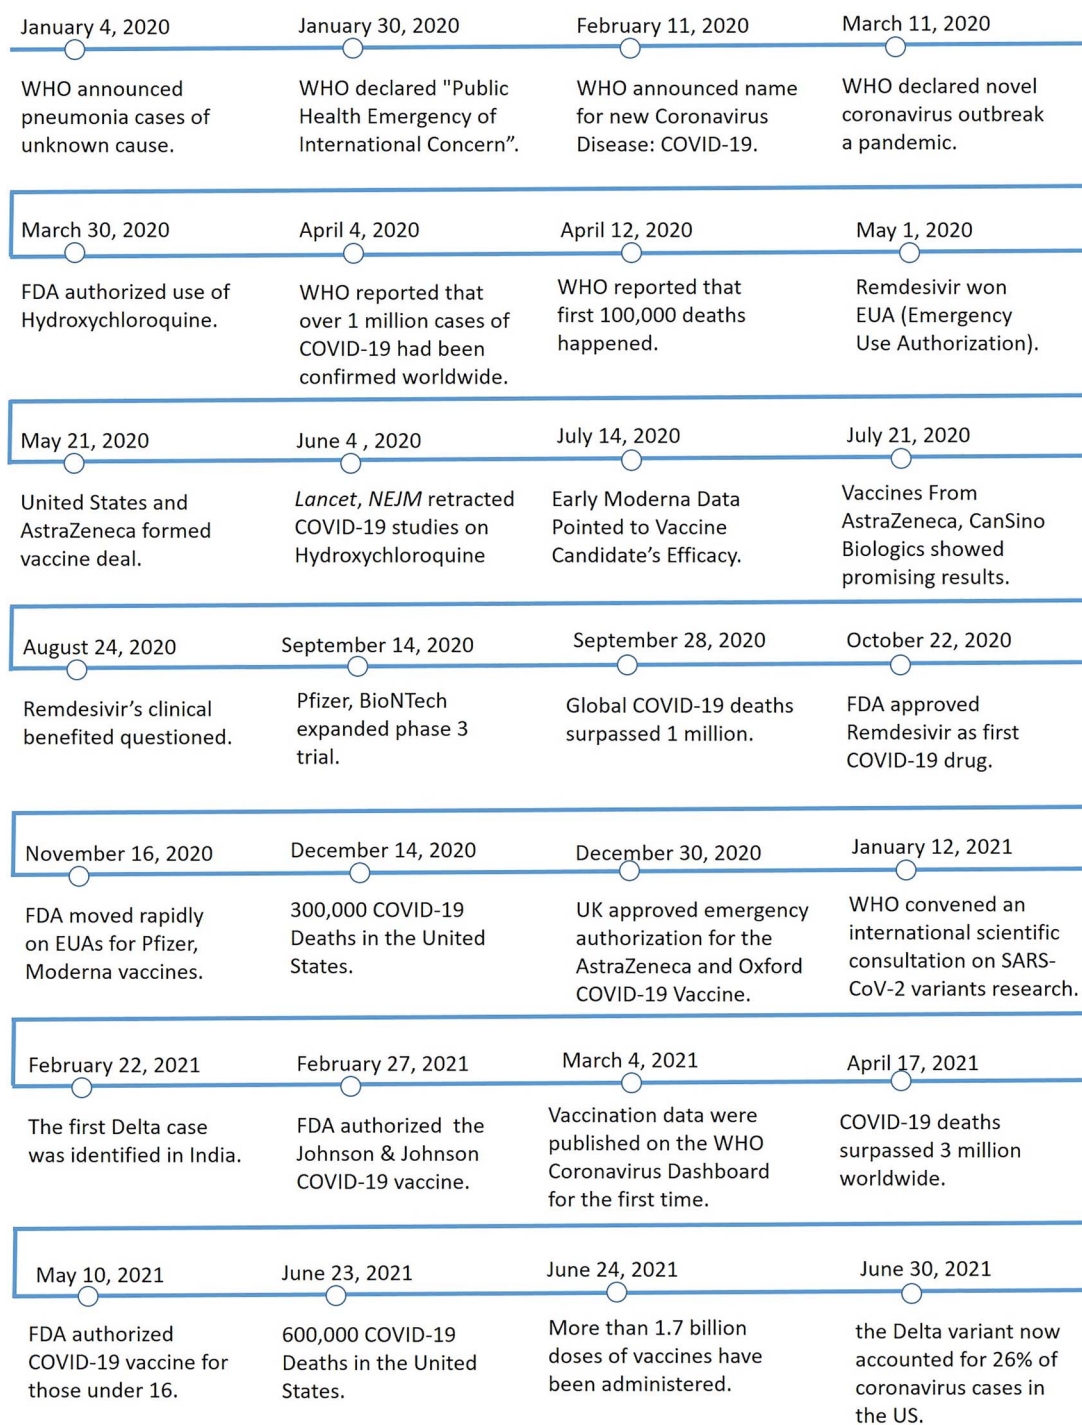 January 4, 2020
WHO announced
pneumonia cases of
unknown cause.
January 30, 2020
WHO declared "Public
Health Emergency of
International Concern”.
February 11, 2020
WHO announced name
for new Coronavirus
Disease: COVID-19.
March 11, 2020
WHO declared novel
coronavirus outbreak
a pandemic.
March 30, 2020
FDA authorized use of
Hydroxychloroquine.
April 4, 2020
WHO reported that
over 1 million cases of
COVID-19 had been
confirmed worldwide.
April 12, 2020
WHO reported that
first 100,000 deaths
happened.
May 1, 2020
Remdesivir won
EUA (Emergency
Use Authorization).
May 21, 2020
United States and
AstraZeneca formed
vaccine deal.
June 4 , 2020
Lancet, NEJM retracted
COVID-19 studies on
Hydroxychloroquine
July 14, 2020
Early Moderna Data
Pointed to Vaccine
Candidate’s Efficacy.
July 21, 2020
Vaccines From
AstraZeneca, CanSino
Biologics showed
promising results.
August 24, 2020
Remdesivir’s clinical
benefited questioned.
September 14, 2020
Pfizer, BioNTech
expanded phase 3
trial.
September 28, 2020
Global COVID-19 deaths
surpassed 1 million.
October 22, 2020
FDA approved
Remdesivir as first
COVID-19 drug.
November 16, 2020
FDA moved rapidly
on EUAs for Pfizer,
Moderna vaccines.
December 14, 2020
300,000 COVID-19
Deaths in the United
States.
December 30, 2020
UK approved emergency
authorization for the
AstraZeneca and Oxford
COVID-19 Vaccine.
January 12, 2021
WHO convened an
international scientific
consultation on SARS-
CoV-2 variants research.
February 22, 2021
The first Delta case
was identified in India.
February 27, 2021
FDA authorized the
Johnson & Johnson
COVID-19 vaccine.
March 4, 2021
Vaccination data were
published on the WHO
Coronavirus Dashboard
for the first time.
April 17, 2021
COVID-19 deaths
surpassed 3 million
worldwide.
May 10, 2021
FDA authorized
COVID-19 vaccine for
those under 16.
June 23, 2021
600,000 COVID-19
Deaths in the United
States.
June 24, 2021
More than 1.7 billion
doses of vaccines have
been administered.
June 30, 2021
the Delta variant now
accounted for 26% of
coronavirus cases in
the US.